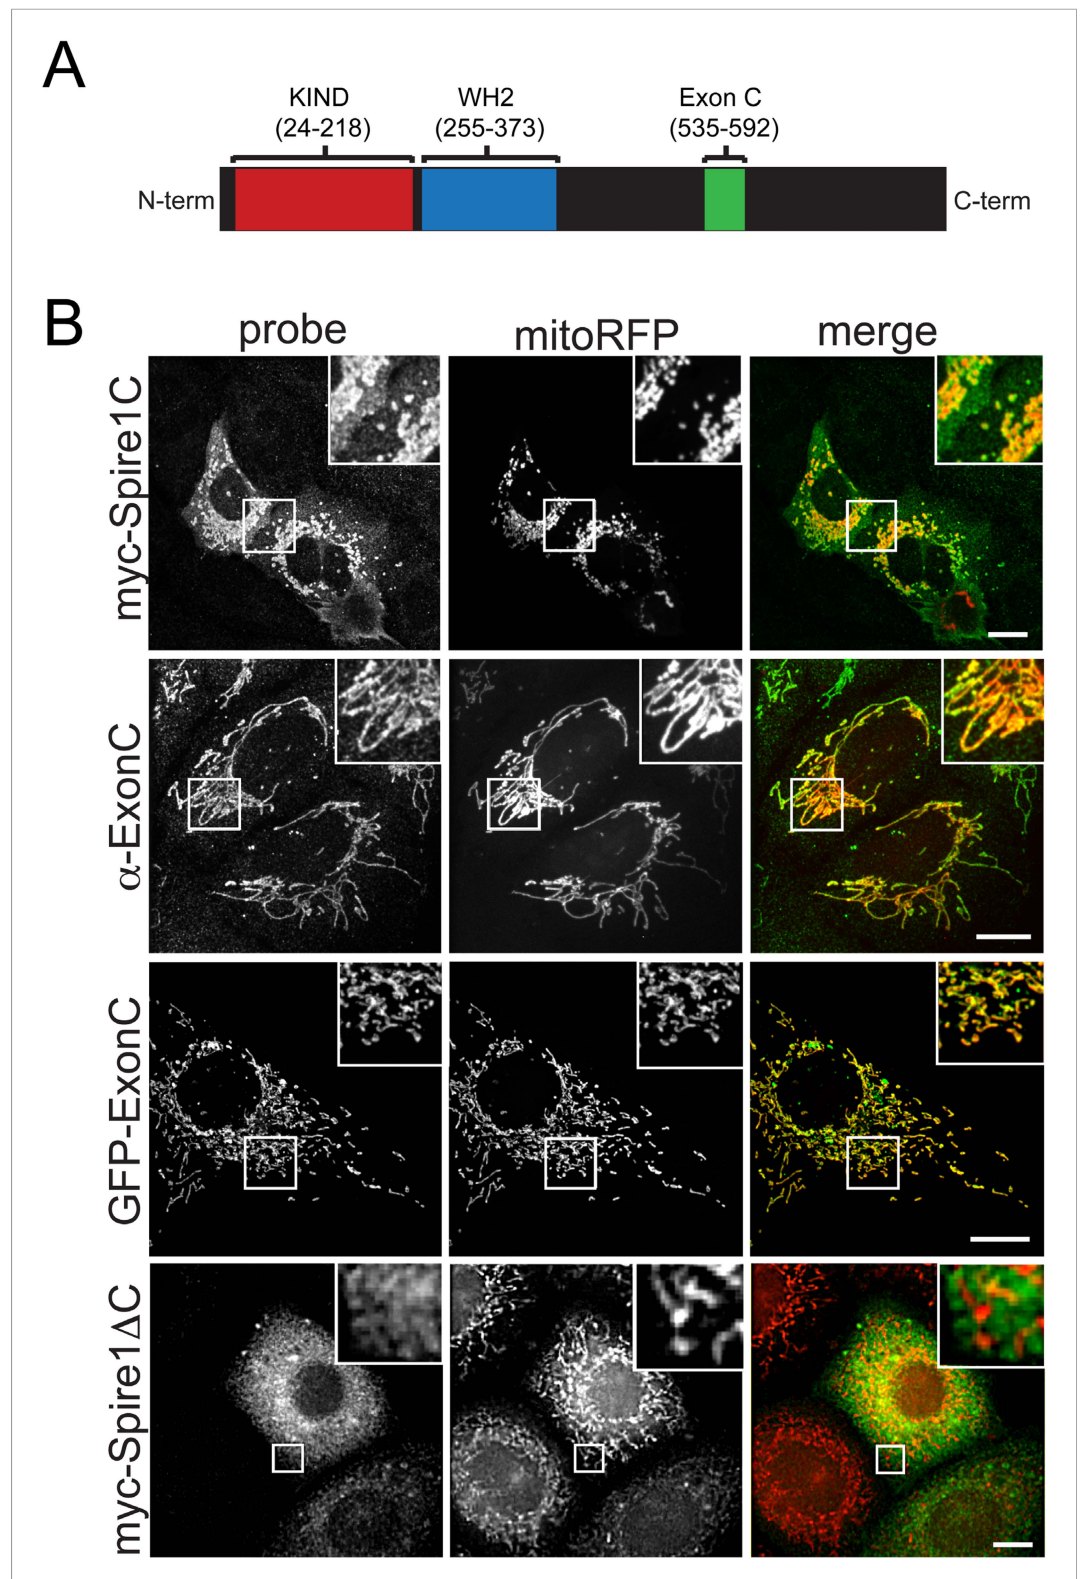 A
KIND
(24-218)
WH2
(255-373)
Exon C
(535-592)
N-term
C-term
B
probe
mitoRFP
merge
myc-Spire1C
α-ExonC
GFP-ExonC
myc-Spire1ΔC